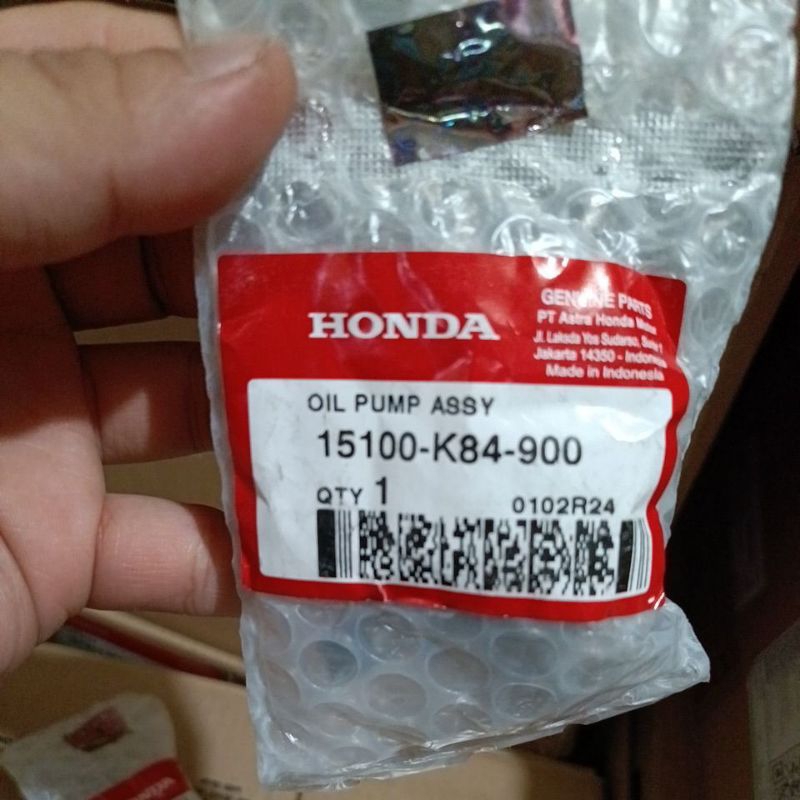 HONDA
GENUINE PARTS
PT Astra Honda Motor
Jl. Laksda Yos Sudarso, Sunter 1
Jakarta 14350 - Indonesia
Made in Indonesia
OIL PUMP ASSY
15100-K84-900
QTY 1
0102R24
HONDA